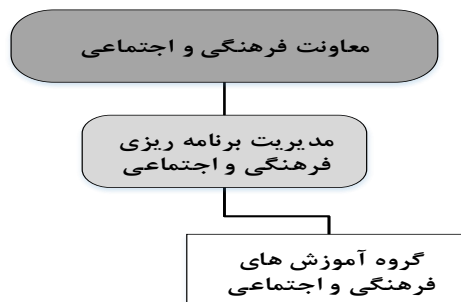 معاونت فرهنگی و اجتماعی
مدیریت برنامه ریزی
فرهنگی و اجتماعی
گروه آموزش های
فرهنگی و اجتماعی